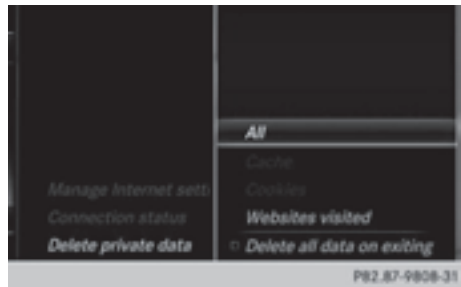 All
Cache
Cookies
Manage Internet setti
Connection status
Websites visited
Delete private data
Delete all data on exiting
P82.87-9808-31